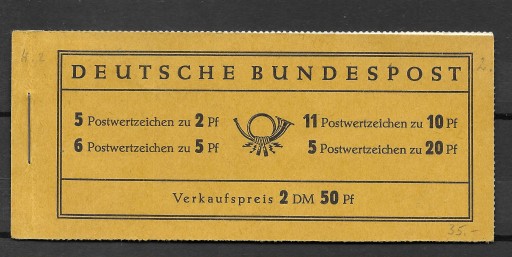 DEUTSCHE BUNDESPOST
5 Postwertzeichen zu 2 Pf
11 Postwertzeichen zu 10 Pf
6 Postwertzeichen zu 5 Pf
5 Postwertzeichen zu 20 Pf
Verkaufspreis 2 DM 50 Pf
35.-